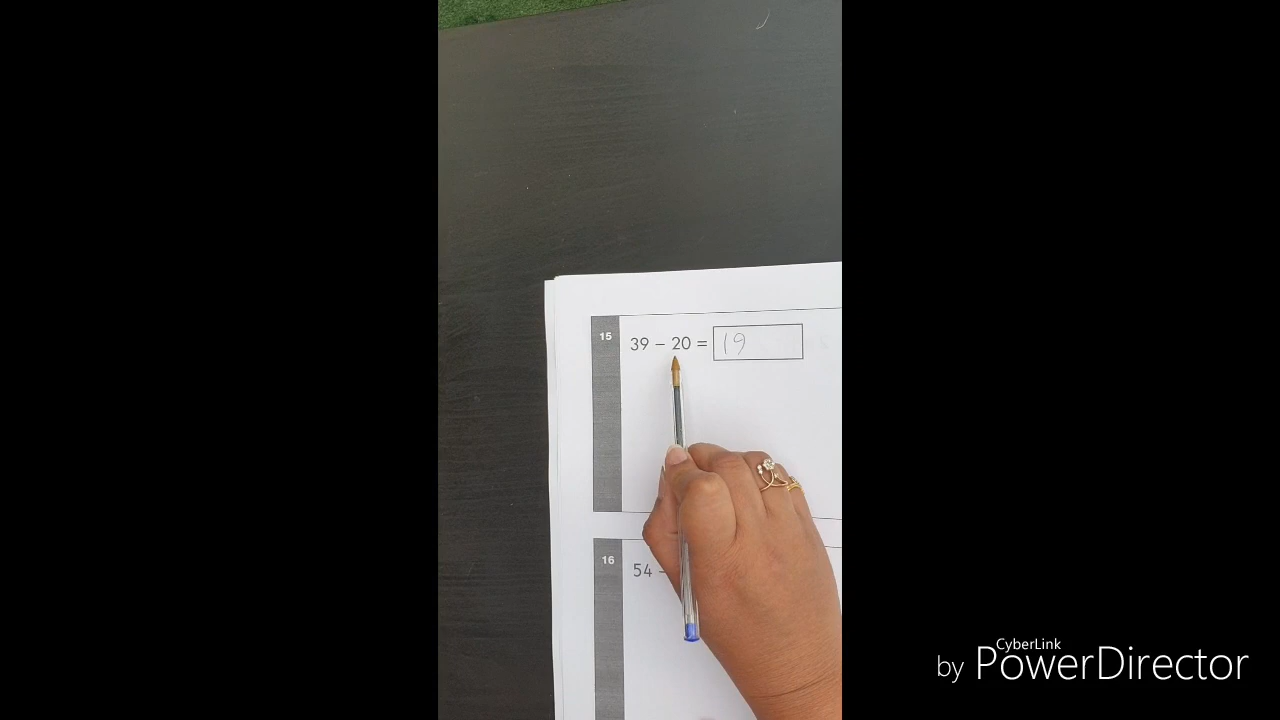 15 39 – 20 = 19
16 54 –
CyberLink
by PowerDirector